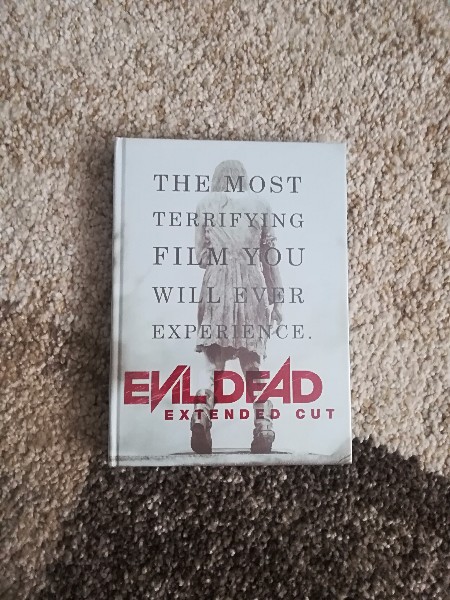 THE MOST
TERRIFYING
FILM YOU
WILL EVER
EXPERIENCE.
EVIL DEAD
EXTENDED CUT